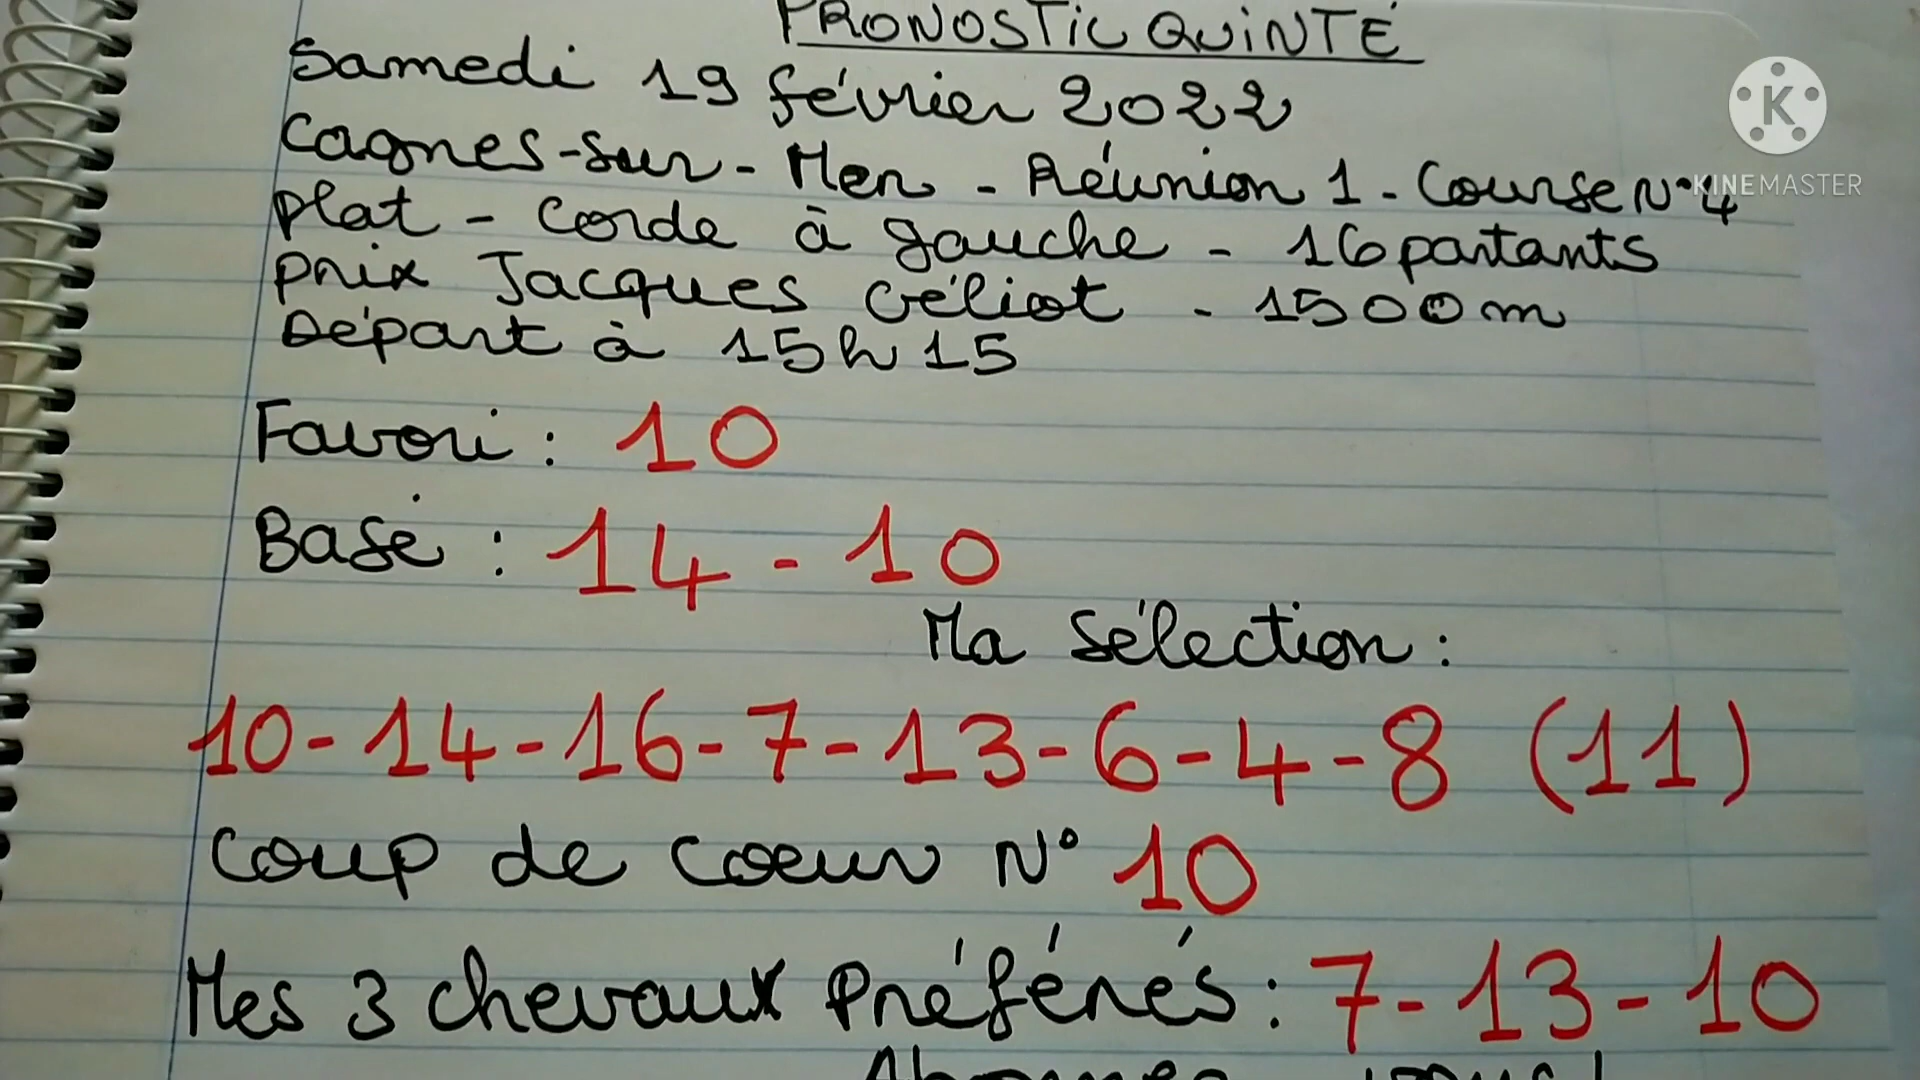 PRONOSTIC QUINTÉ
Samedi 19 février 2022
Cagnes-sur-Mer - Réunion 1 - Course N°4
Plat - Corde à gauche - 16 partants
Prix Jacques Géliot - 1500m
Départ à 15h15
Favori : 10
Base : 14 - 10
Ma sélection :
10-14-16-7-13-6-4-8 (11)
Coup de coeur N° 10
Mes 3 chevaux Préférés : 7-13-10
K
KINEMASTER